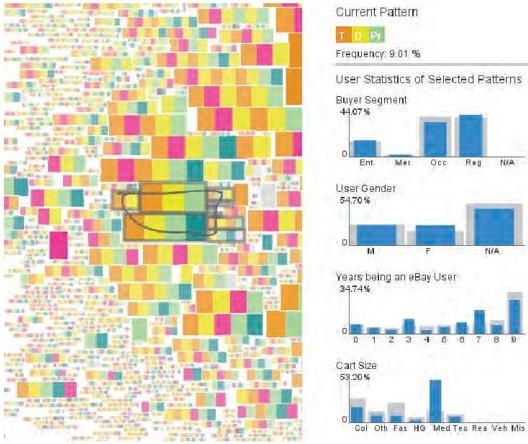 Current Pattern
T D Pr
Frequency: 9.01 %
User Statistics of Selected Patterns
Buyer Segment
44.07%
0
Ent Mer Occ Reg N/A
User Gender
54.70%
0
M F N/A
Years being an eBay User
34.74%
0
0 1 2 3 4 5 6 7 8 9
Cart Size
53.20%
0
Col Oth Fas HG Med Tec Rea Veh Mis